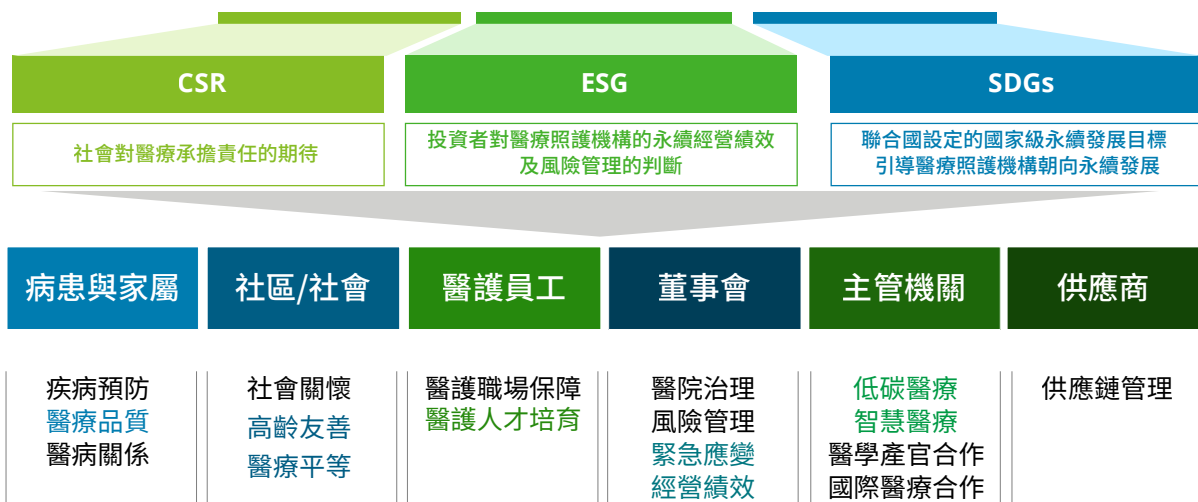 CSR
社會對醫療承擔責任的期待
ESG
投資者對醫療照護機構的永續經營績效
及風險管理的判斷
SDGs
聯合國設定的國家級永續發展目標
引導醫療照護機構朝向永續發展
病患與家屬
疾病預防
醫療品質
醫病關係
社區/社會
社會關懷
高齡友善
醫療平等
醫護員工
醫護職場保障
醫護人才培育
董事會
醫院治理
風險管理
緊急應變
經營績效
主管機關
低碳醫療
智慧醫療
醫學產官合作
國際醫療合作
供應商
供應鏈管理